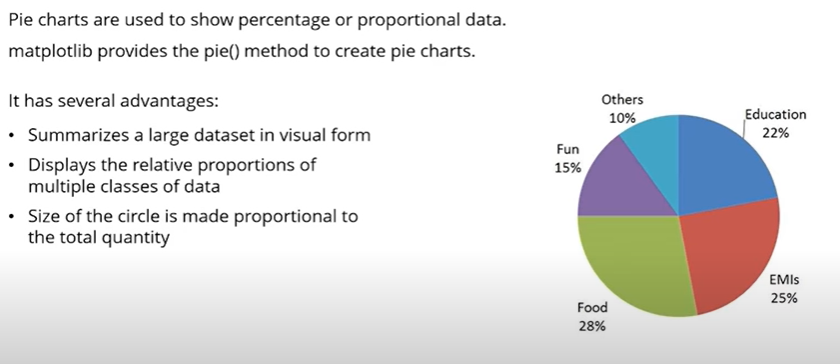 Pie charts are used to show percentage or proportional data.
matplotlib provides the pie() method to create pie charts.
It has several advantages:
• Summarizes a large dataset in visual form
• Displays the relative proportions of
multiple classes of data
• Size of the circle is made proportional to
the total quantity
Others
10%
Education
22%
Fun
15%
EMIs
25%
Food
28%